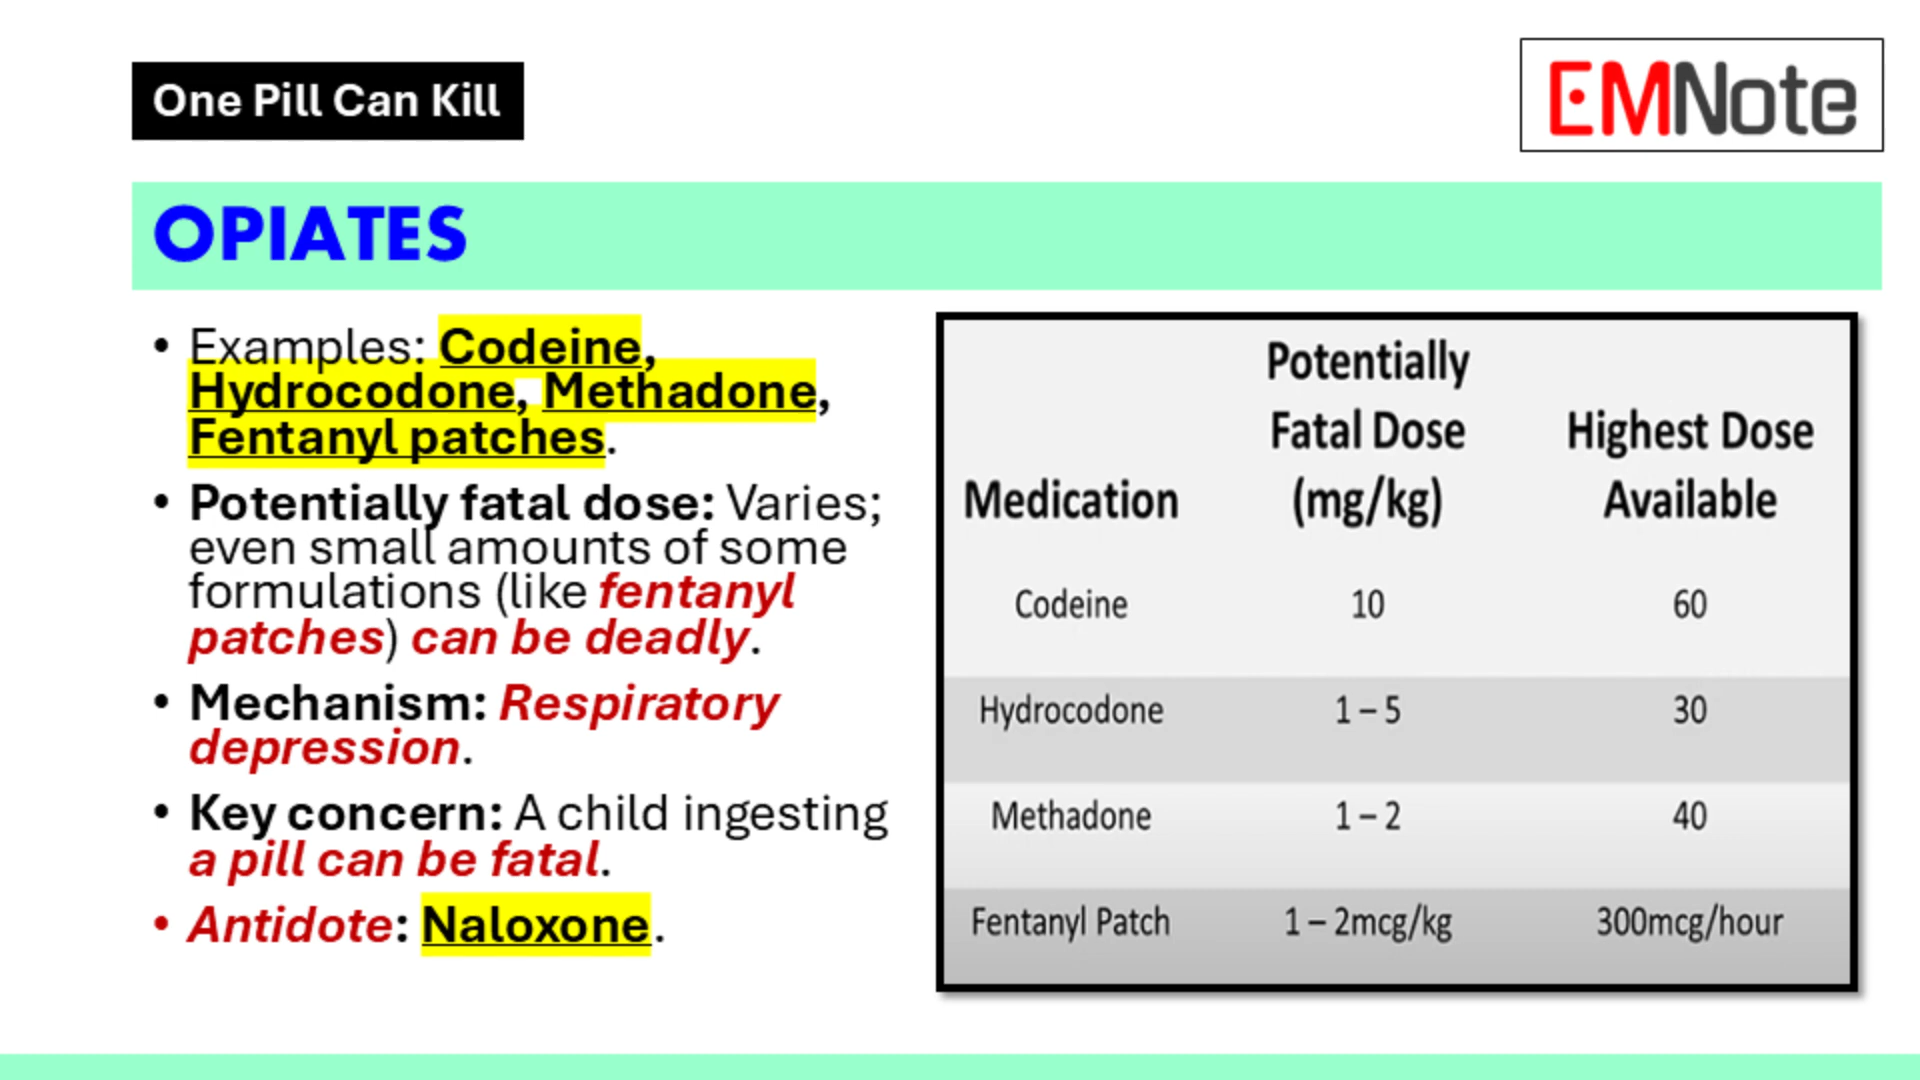 One Pill Can Kill
EMNote
OPIATES
• Examples: Codeine,
Hydrocodone, Methadone,
Fentanyl patches.
• Potentially fatal dose: Varies;
even small amounts of some
formulations (like fentanyl
patches) can be deadly.
• Mechanism: Respiratory
depression.
• Key concern: A child ingesting
a pill can be fatal.
• Antidote: Naloxone.
Medication Potentially Fatal Dose (mg/kg) Highest Dose Available
Codeine 10 60
Hydrocodone 1 – 5 30
Methadone 1 – 2 40
Fentanyl Patch 1 – 2mcg/kg 300mcg/hour